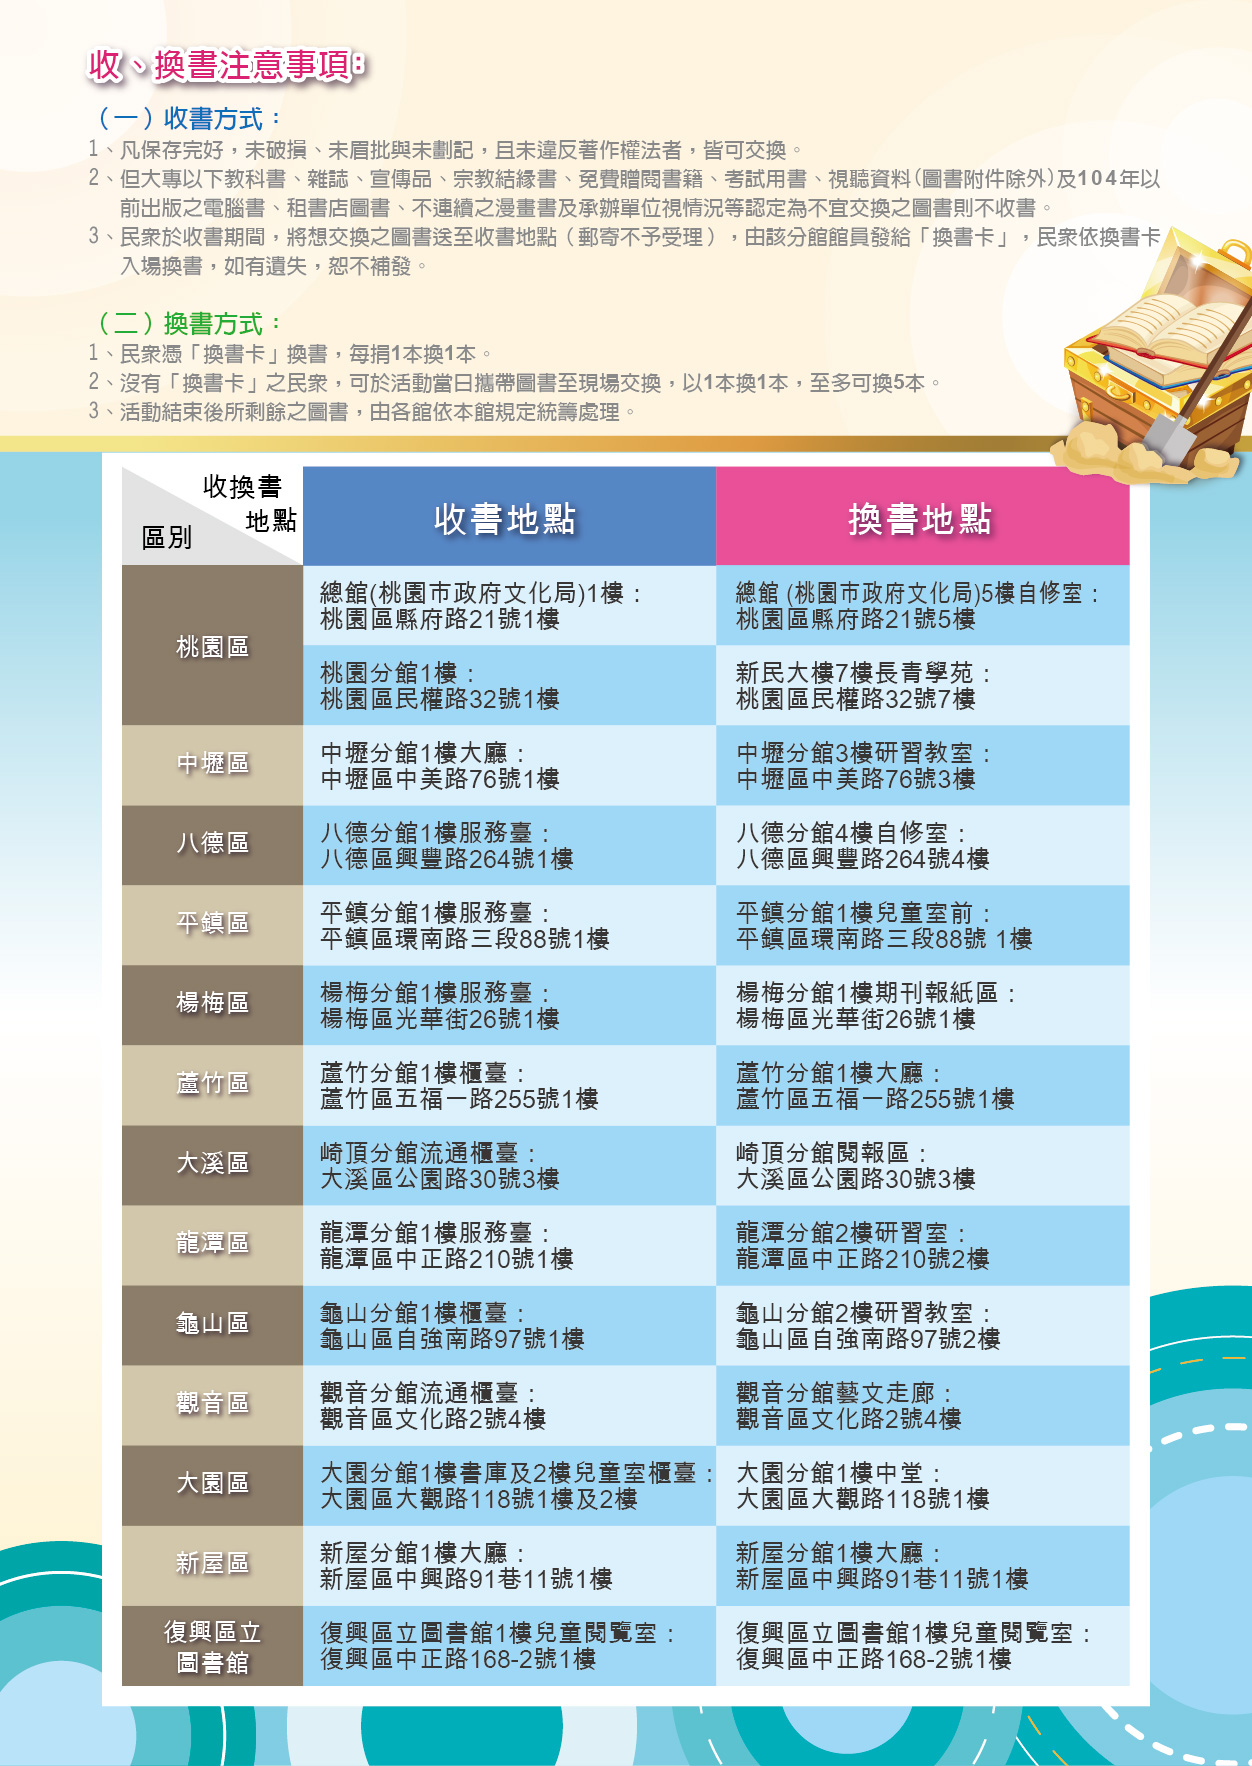 收、換書注意事項:
（一）收書方式：
1、凡保存完好，未破損、未眉批與未劃記，且未違反著作權法者，皆可交換。
2、但大專以下教科書、雜誌、宣傳品、宗教結緣書、免費贈閱書籍、考試用書、視聽資料(圖書附件除外)及104年以
前出版之電腦書、租書店圖書、不連續之漫畫書及承辦單位視情況等認定為不宜交換之圖書則不收書。
3、民眾於收書期間，將想交換之圖書送至收書地點（郵寄不予受理），由該分館館員發給「換書卡」，民眾依換書卡
入場換書，如有遺失，恕不補發。
（二）換書方式：
1、民眾憑「換書卡」換書，每捐1本換1本。
2、沒有「換書卡」之民眾，可於活動當日攜帶圖書至現場交換，以1本換1本，至多可換5本。
3、活動結束後所剩餘之圖書，由各館依本館規定統籌處理。
收換書
地點
區別
收書地點
換書地點
桃園區
總館(桃園市政府文化局)1樓：
桃園區縣府路21號1樓
總館 (桃園市政府文化局)5樓自修室：
桃園區縣府路21號5樓
桃園分館1樓：
桃園區民權路32號1樓
新民大樓7樓長青學苑：
桃園區民權路32號7樓
中壢區
中壢分館1樓大廳：
中壢區中美路76號1樓
中壢分館3樓研習教室：
中壢區中美路76號3樓
八德區
八德分館1樓服務臺：
八德區興豐路264號1樓
八德分館4樓自修室：
八德區興豐路264號4樓
平鎮區
平鎮分館1樓服務臺：
平鎮區環南路三段88號1樓
平鎮分館1樓兒童室前：
平鎮區環南路三段88號 1樓
楊梅區
楊梅分館1樓服務臺：
楊梅區光華街26號1樓
楊梅分館1樓期刊報紙區：
楊梅區光華街26號1樓
蘆竹區
蘆竹分館1樓櫃臺：
蘆竹區五福一路255號1樓
蘆竹分館1樓大廳：
蘆竹區五福一路255號1樓
大溪區
崎頂分館流通櫃臺：
大溪區公園路30號3樓
崎頂分館閱報區：
大溪區公園路30號3樓
龍潭區
龍潭分館1樓服務臺：
龍潭區中正路210號1樓
龍潭分館2樓研習室：
龍潭區中正路210號2樓
龜山區
龜山分館1樓櫃臺：
龜山區自強南路97號1樓
龜山分館2樓研習教室：
龜山區自強南路97號2樓
觀音區
觀音分館流通櫃臺：
觀音區文化路2號4樓
觀音分館藝文走廊：
觀音區文化路2號4樓
大園區
大園分館1樓書庫及2樓兒童室櫃臺：
大園區大觀路118號1樓及2樓
大園分館1樓中堂：
大園區大觀路118號1樓
新屋區
新屋分館1樓大廳：
新屋區中興路91巷11號1樓
新屋分館1樓大廳：
新屋區中興路91巷11號1樓
復興區立
圖書館
復興區立圖書館1樓兒童閱覽室：
復興區中正路168-2號1樓
復興區立圖書館1樓兒童閱覽室：
復興區中正路168-2號1樓